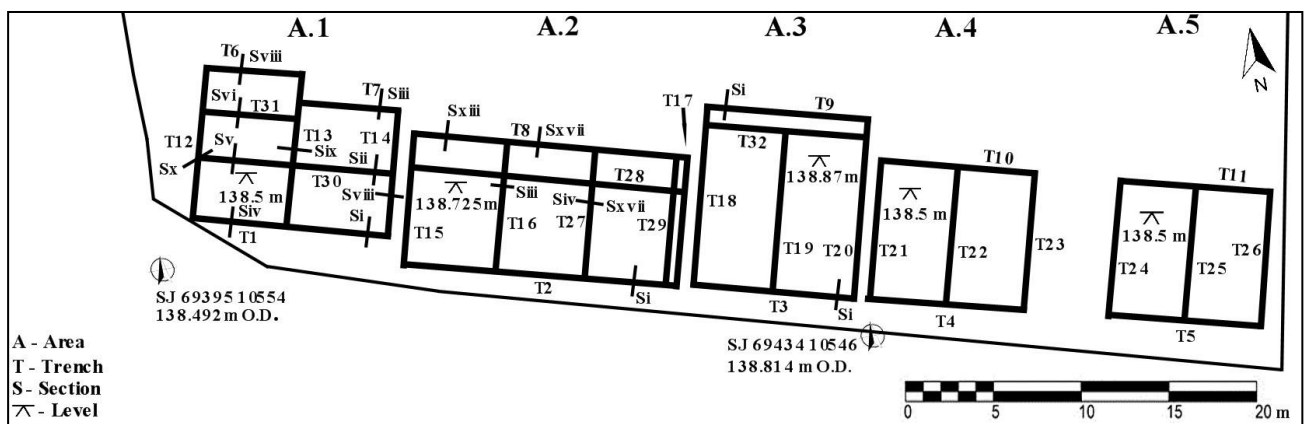 A.1
A.2
A.3
A.4
A.5
T6 Sviii
T7 Siii
T17
Si
T9
Svi
T31
Sxiii
T8 Sxvii
T12
Sv
T13
T14
Six
Sii
T32
T10
Sx
T30
T28
138.87 m
T11
138.5 m
Sviii
138.725 m
Siii
Siv
Sxvii
T18
138.5 m
Siv
Si
T1
T15
T16
T27
T29
T19
T20
T21
T22
T23
138.5 m
T24
T25
T26
T2
Si
T3
Si
T4
T5
N
SJ 69395 10554
138.492 m O.D.
SJ 69434 10546
138.814 m O.D.
A - Area
T - Trench
S - Section
- Level
0 5 10 15 20 m